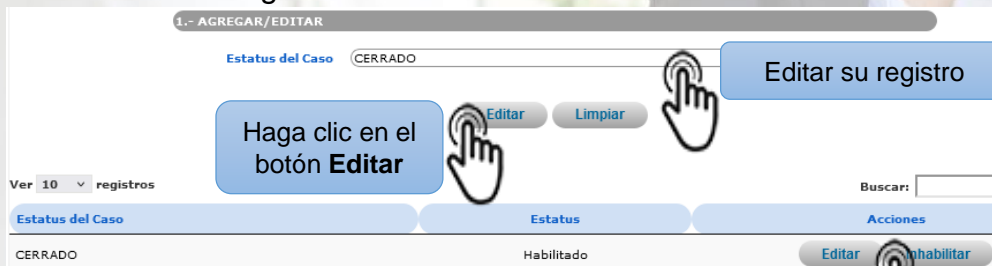 1.- AGREGAR/EDITAR
Estatus del Caso CERRADO
Editar su registro
Editar Limpiar
Haga clic en el
botón Editar
Ver 10 registros
Buscar:
Estatus del Caso Estatus Acciones
CERRADO Habilitado Editar Inhabilitar